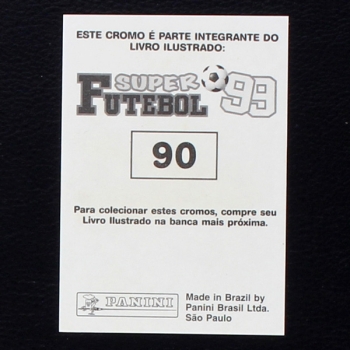 ESTE CROMO É PARTE INTEGRANTE DO
LIVRO ILUSTRADO:
SUPER
FUTEBOL 99
90
Para colecionar estes cromos, compre seu
Livro Ilustrado na banca mais próxima.
PANINI
Made in Brazil by
Panini Brasil Ltda.
São Paulo